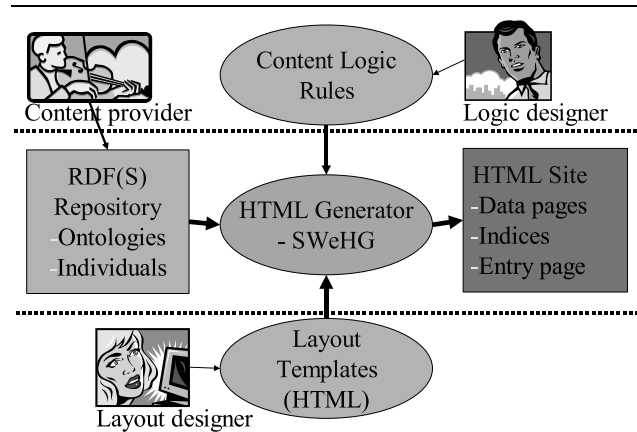 Content provider
Content Logic
Rules
Logic designer
RDF(S)
Repository
-Ontologies
-Individuals
HTML Generator
- SWeHG
HTML Site
-Data pages
-Indices
-Entry page
Layout designer
Layout
Templates
(HTML)